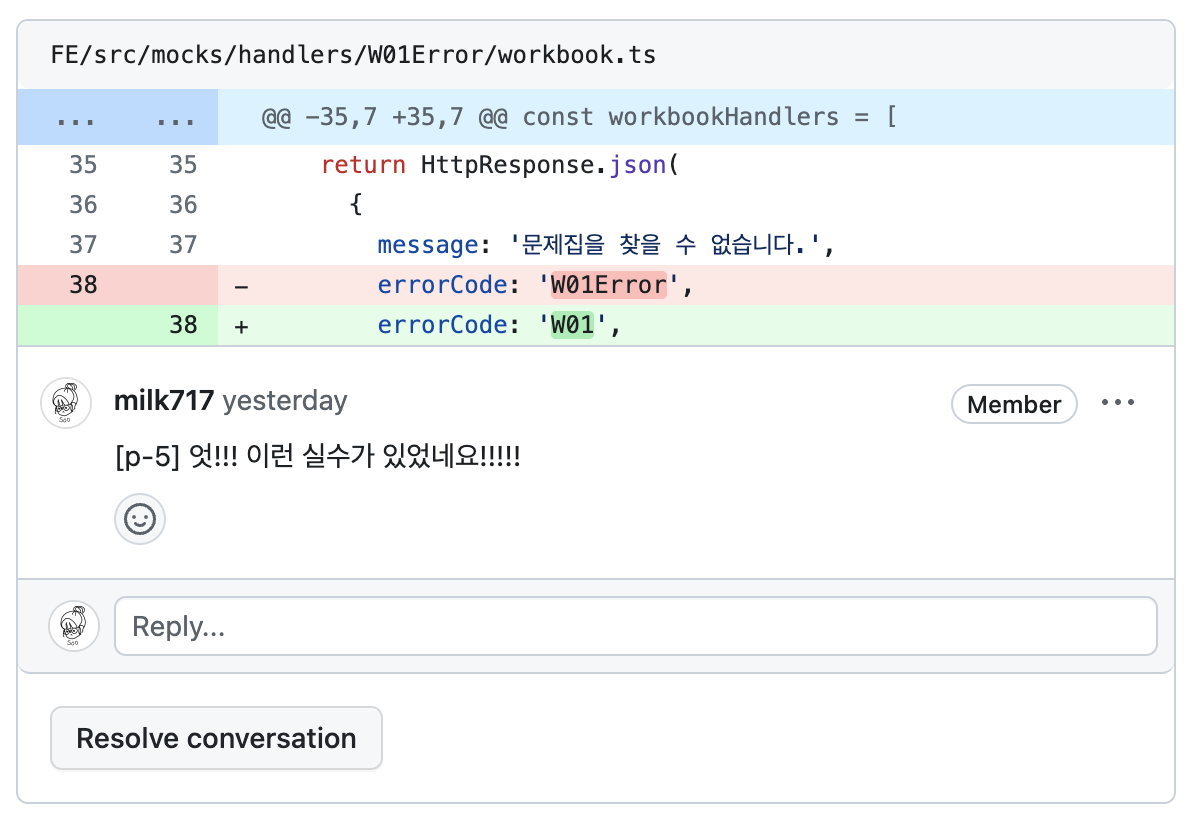 FE/src/mocks/handlers/W01Error/workbook.ts
... ... @@ -35,7 +35,7 @@ const workbookHandlers = [
35 35 return HttpResponse.json(
36 36 {
37 37 message: '문제집을 찾을 수 없습니다.',
38 - errorCode: 'W01Error',
38 + errorCode: 'W01',
milk717 yesterday Member ...
[p-5] 엇!!! 이런 실수가 있었네요!!!!!
Reply...
Resolve conversation